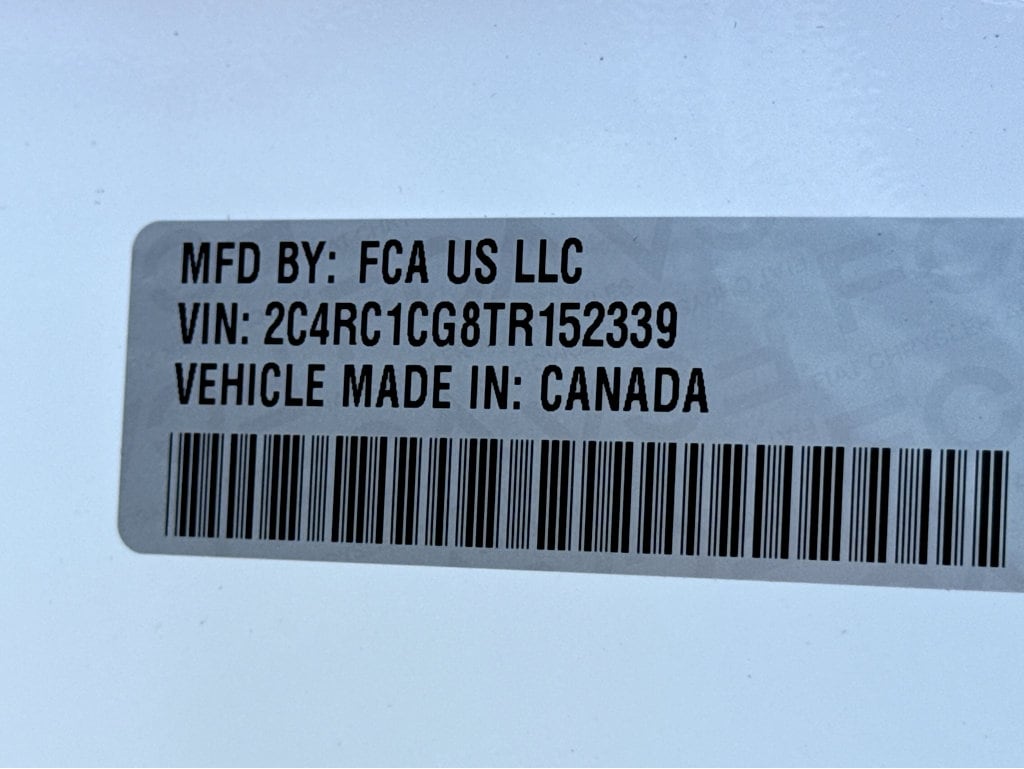 MFD BY: FCA US LLC
VIN: 2C4RC1CG8TR152339
VEHICLE MADE IN: CANADA